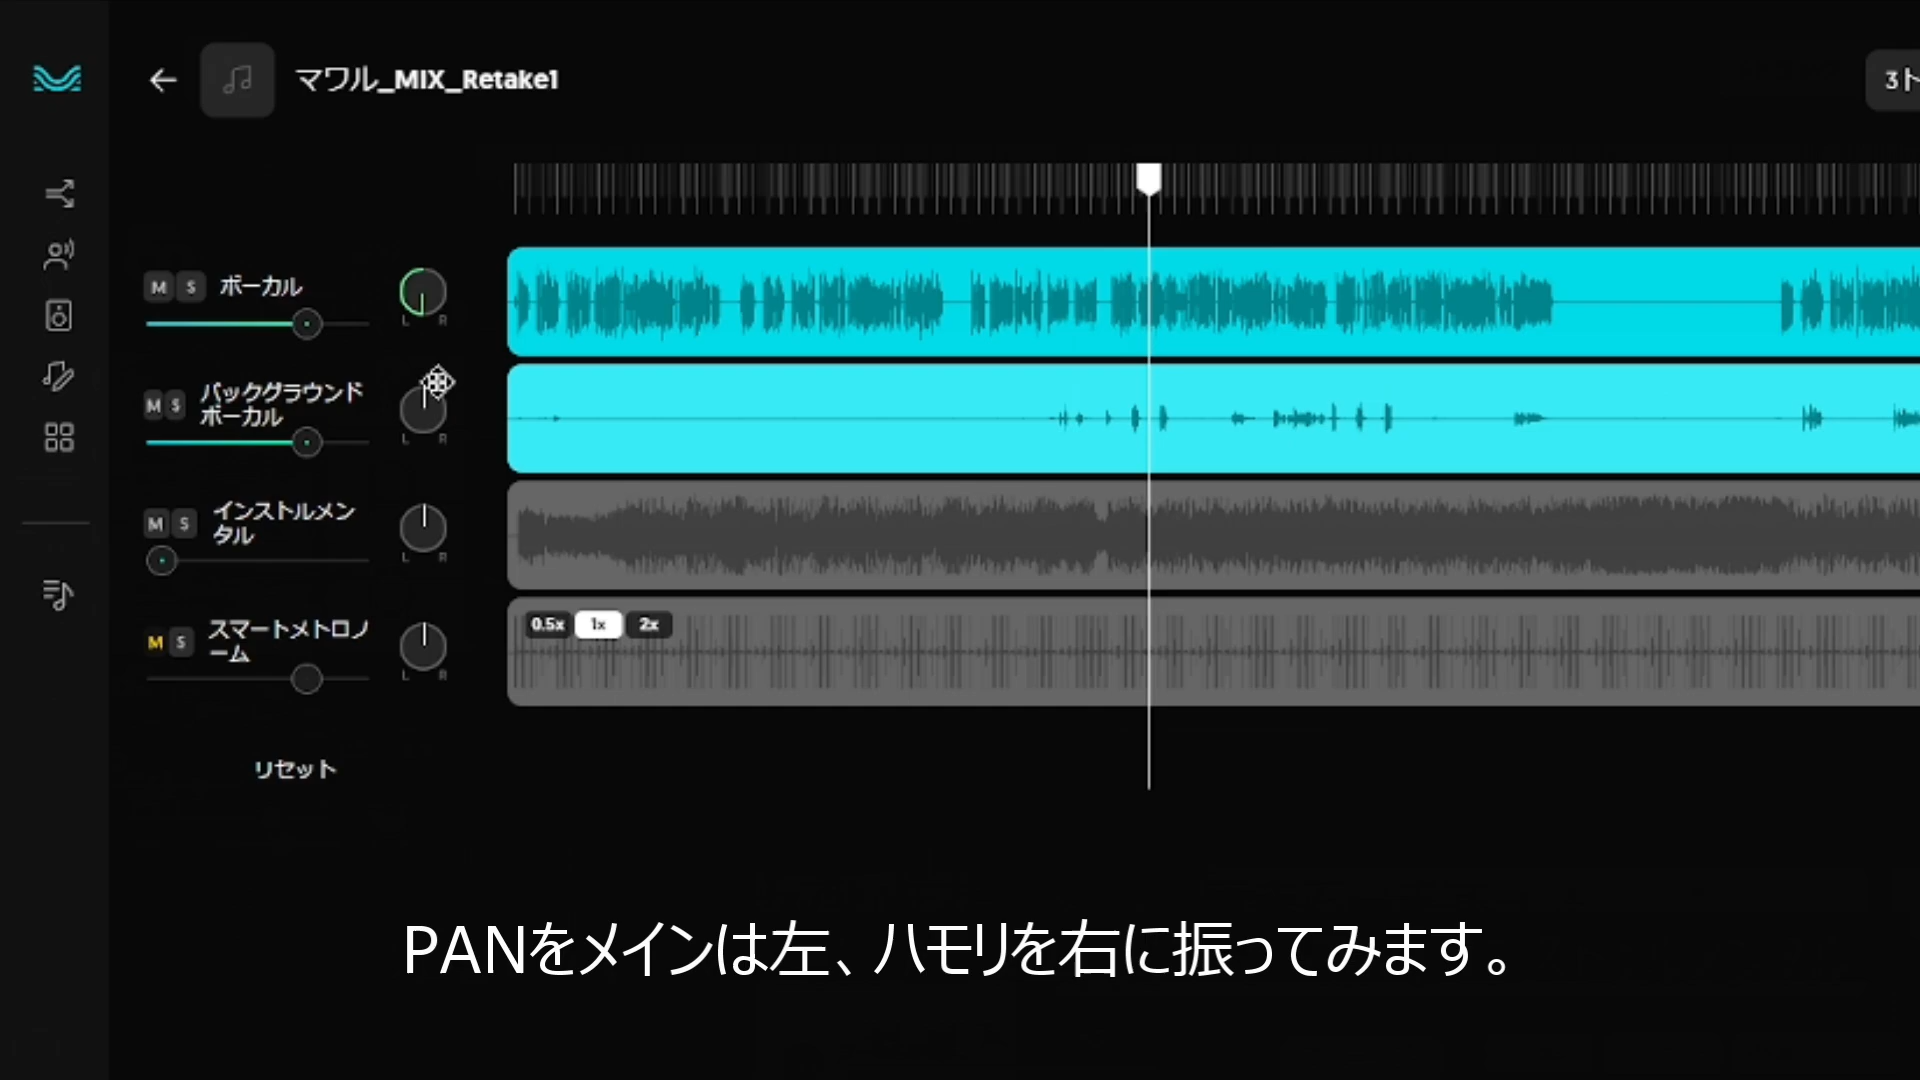 マワル_MIX_Retake1
3ト
M S ボーカル
L R
M S バックグラウンド
ボーカル
L R
M S インストルメン
タル
L R
M S スマートメトロノ
ーム
L R
0.5x 1x 2x
リセット
PANをメインは左、ハモリを右に振ってみます。